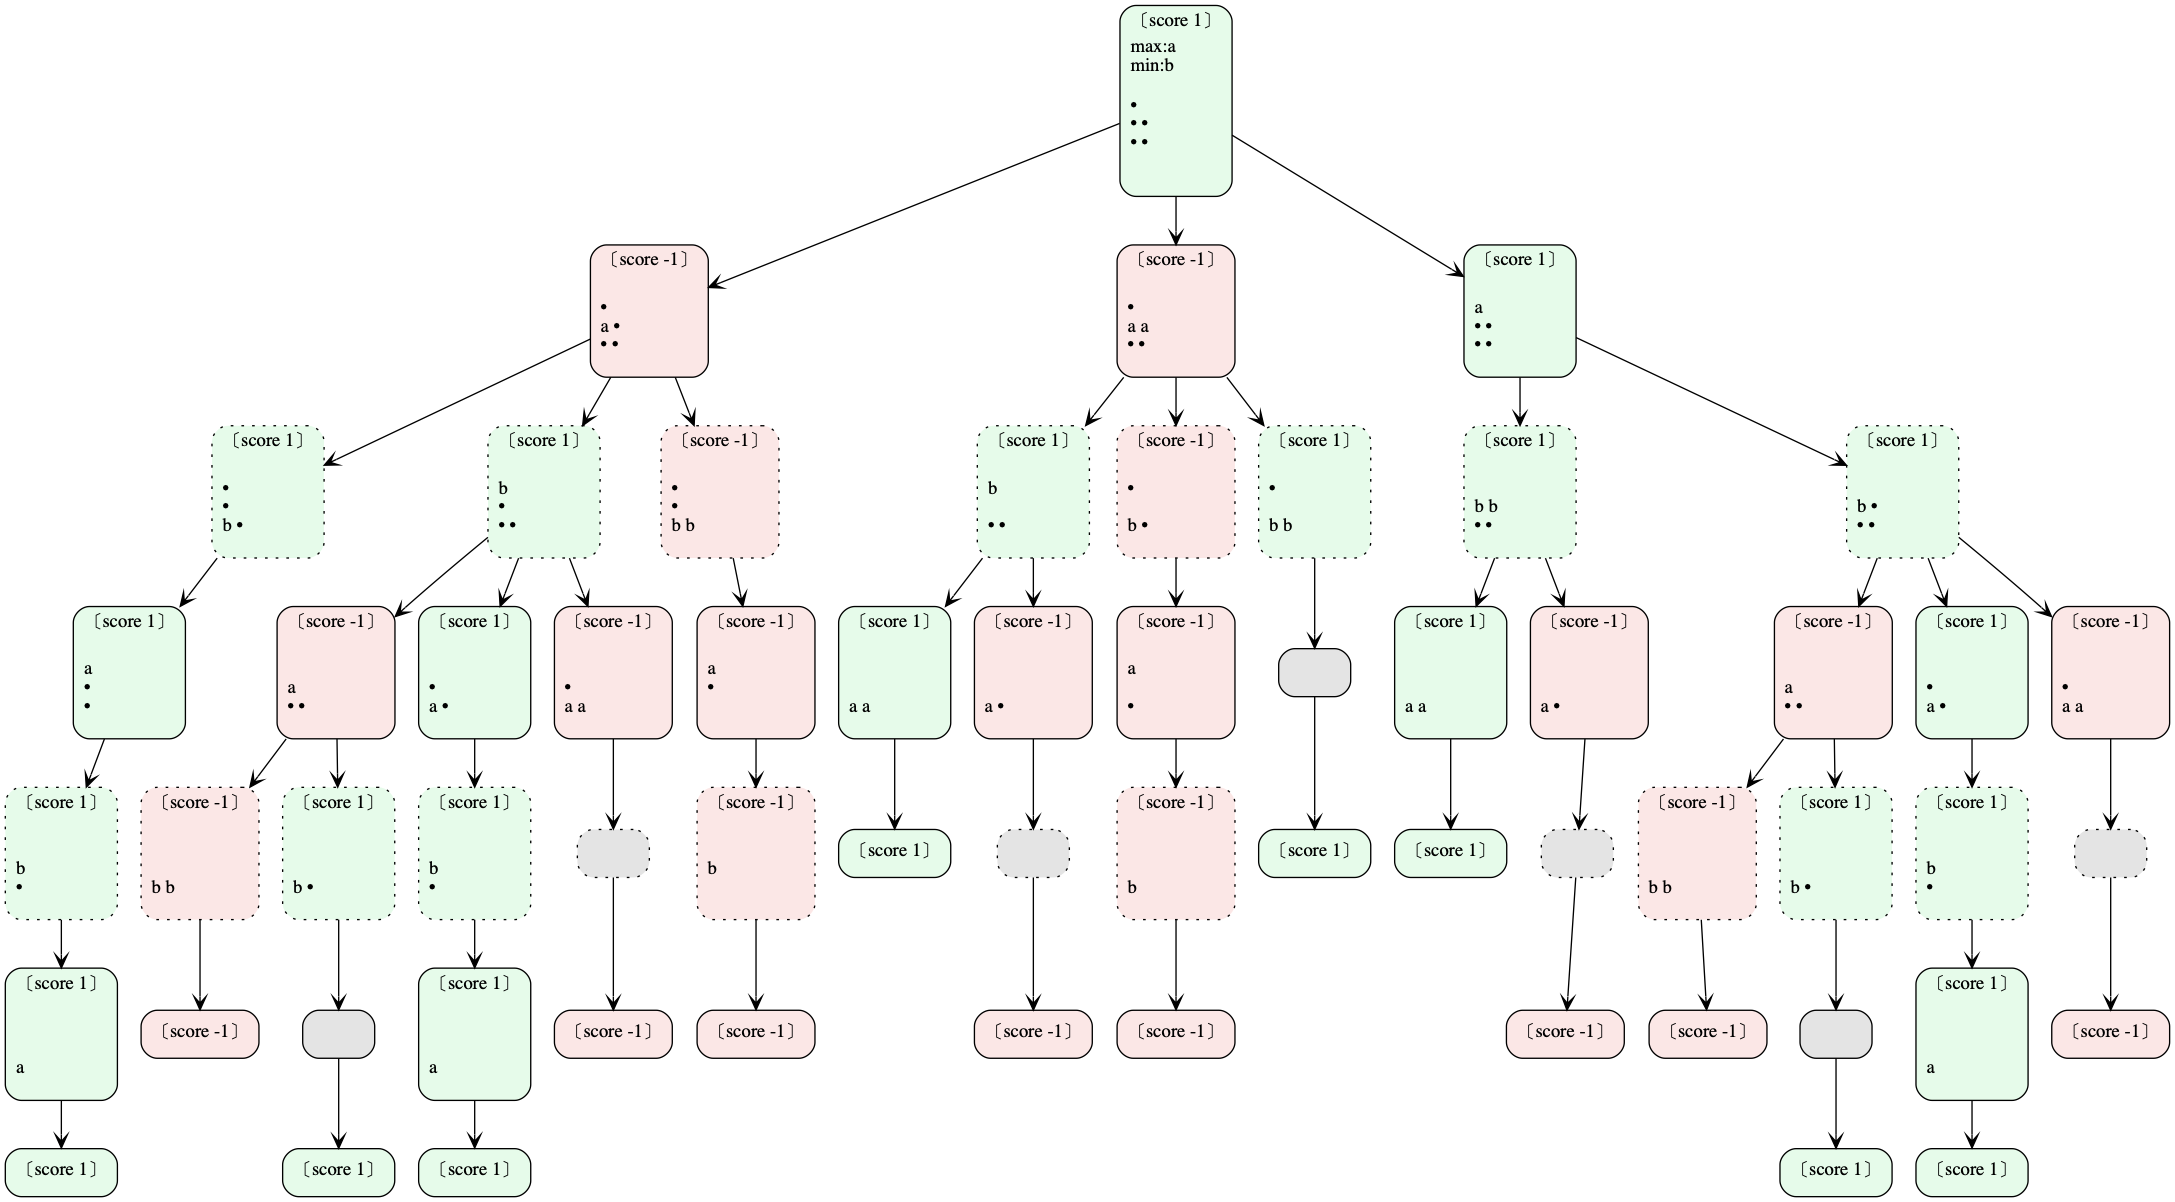 〔score 1〕
max:a
min:b
•
••
••
〔score -1〕
•
a •
••
〔score -1〕
•
a a
••
〔score 1〕
a
••
••
〔score 1〕
•
•
b •
〔score 1〕
b
•
••
〔score -1〕
•
•
b b
〔score 1〕
b
••
〔score -1〕
•
b •
〔score 1〕
•
b b
〔score 1〕
b b
••
〔score 1〕
b •
••
〔score 1〕
a
•
•
〔score -1〕
a
••
〔score 1〕
•
a •
〔score -1〕
•
a a
〔score -1〕
a
•
〔score 1〕
a a
〔score -1〕
a •
〔score -1〕
a
•
〔score 1〕
a a
〔score -1〕
a •
〔score -1〕
a
••
〔score 1〕
•
a •
〔score -1〕
•
a a
〔score 1〕
b
•
〔score -1〕
b b
〔score 1〕
b •
〔score 1〕
b
•
〔score -1〕
b
〔score 1〕
〔score -1〕
b
〔score 1〕
〔score 1〕
〔score -1〕
b b
〔score 1〕
b •
〔score 1〕
b
•
〔score 1〕
a
〔score -1〕
〔score 1〕
a
〔score -1〕
〔score -1〕
〔score -1〕
〔score -1〕
〔score -1〕
〔score -1〕
〔score 1〕
a
〔score -1〕
〔score 1〕
〔score 1〕
〔score 1〕
〔score 1〕
〔score 1〕